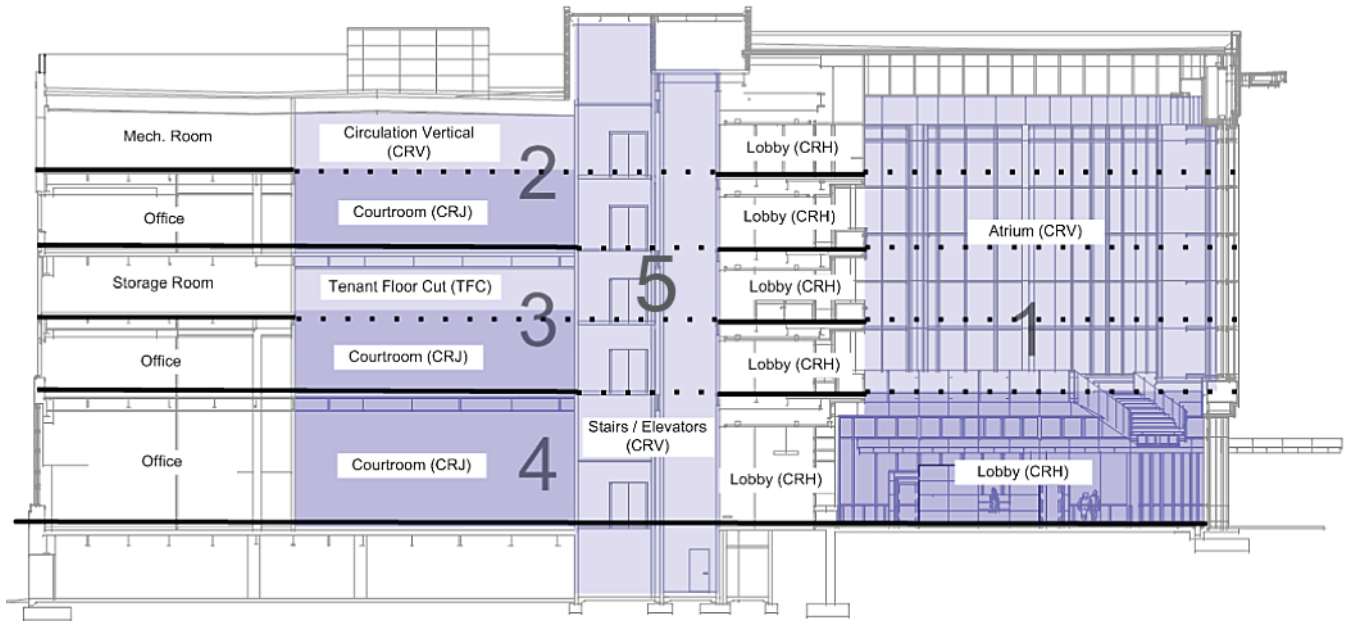 Mech. Room
Circulation Vertical
(CRV)
2
Lobby (CRH)
Office
Courtroom (CRJ)
Lobby (CRH)
Atrium (CRV)
Storage Room
Tenant Floor Cut (TFC)
3
5
Lobby (CRH)
1
Office
Courtroom (CRJ)
Lobby (CRH)
Stairs / Elevators
(CRV)
Office
Courtroom (CRJ)
4
Lobby (CRH)
Lobby (CRH)